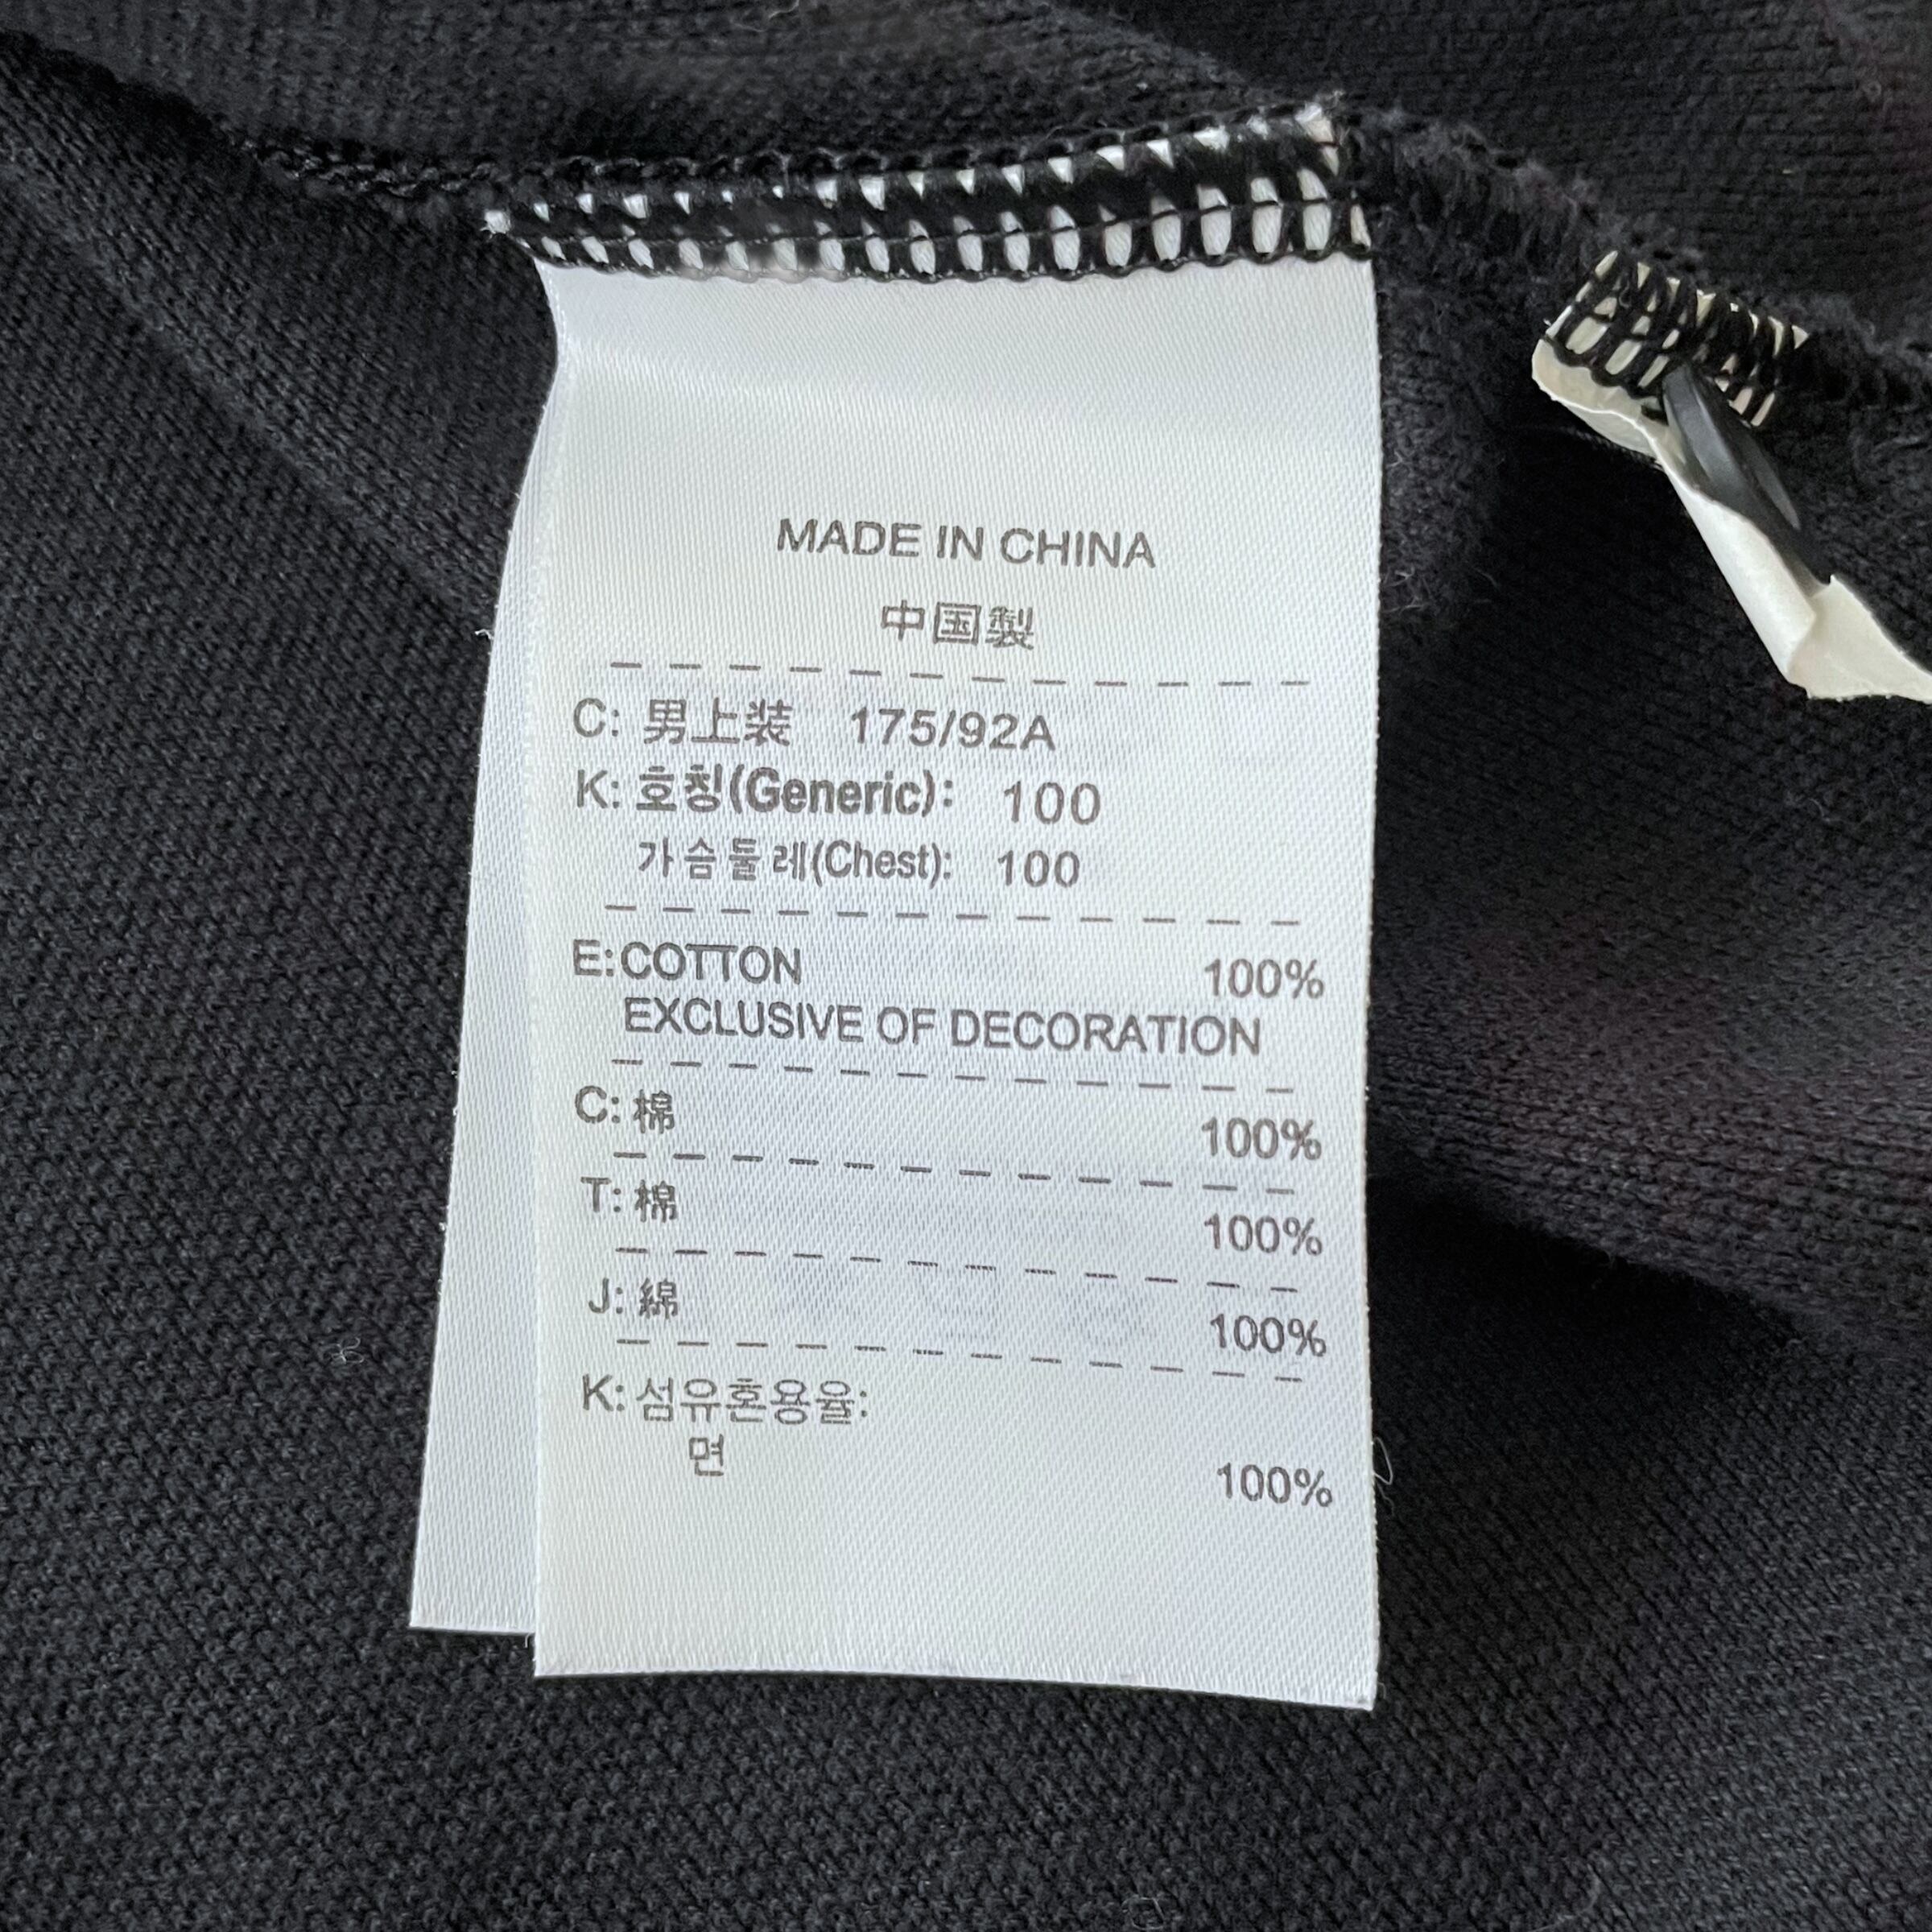 MADE IN CHINA
中国製
C: 男上装 175/92A
K: 호칭(Generic): 100
가슴둘레(Chest): 100
E:COTTON 100%
EXCLUSIVE OF DECORATION
C: 棉 100%
T: 棉 100%
J: 綿 100%
K: 섬유혼용율:
면 100%